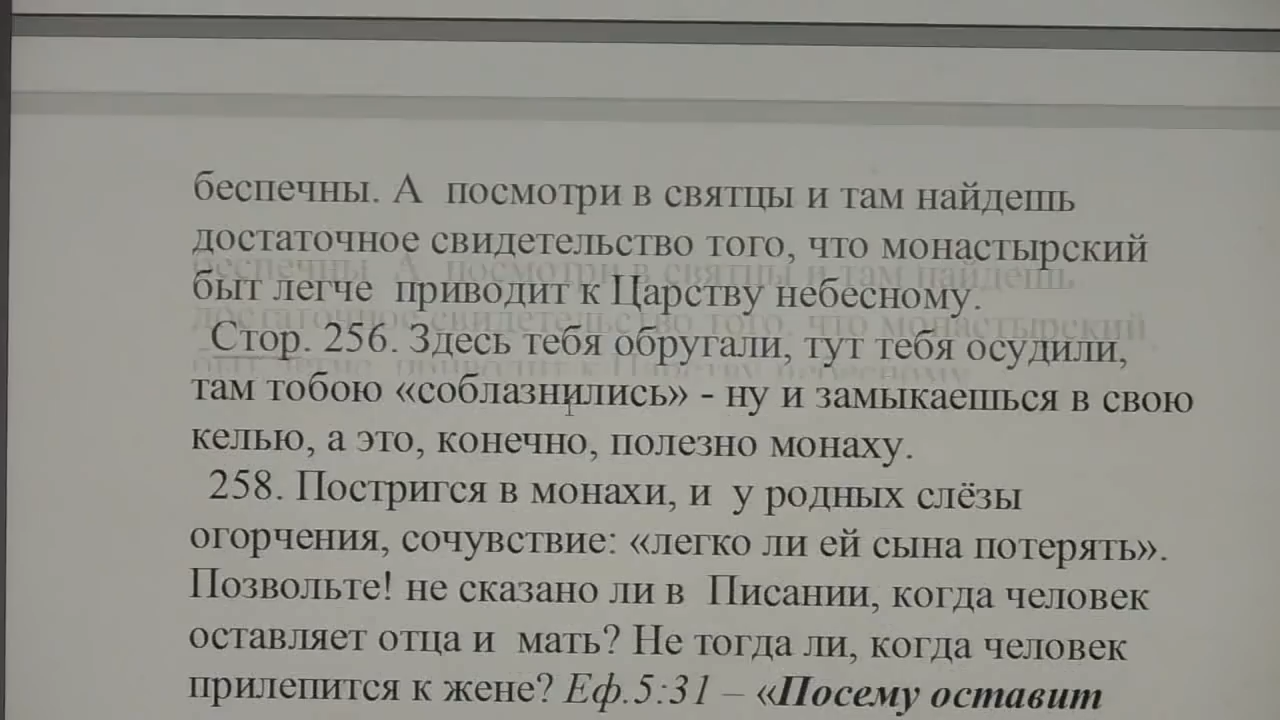 беспечны. А посмотри в святцы и там найдешь
достаточное свидетельство того, что монастырский
быт легче приводит к Царству небесному.
Стор. 256. Здесь тебя обругали, тут тебя осудили,
там тобою «соблазнились» - ну и замыкаешься в свою
келью, а это, конечно, полезно монаху.
258. Постригся в монахи, и у родных слёзы
огорчения, сочувствие: «легко ли ей сына потерять».
Позвольте! не сказано ли в Писании, когда человек
оставляет отца и мать? Не тогда ли, когда человек
прилепится к жене? Еф.5:31 – «Посему оставит